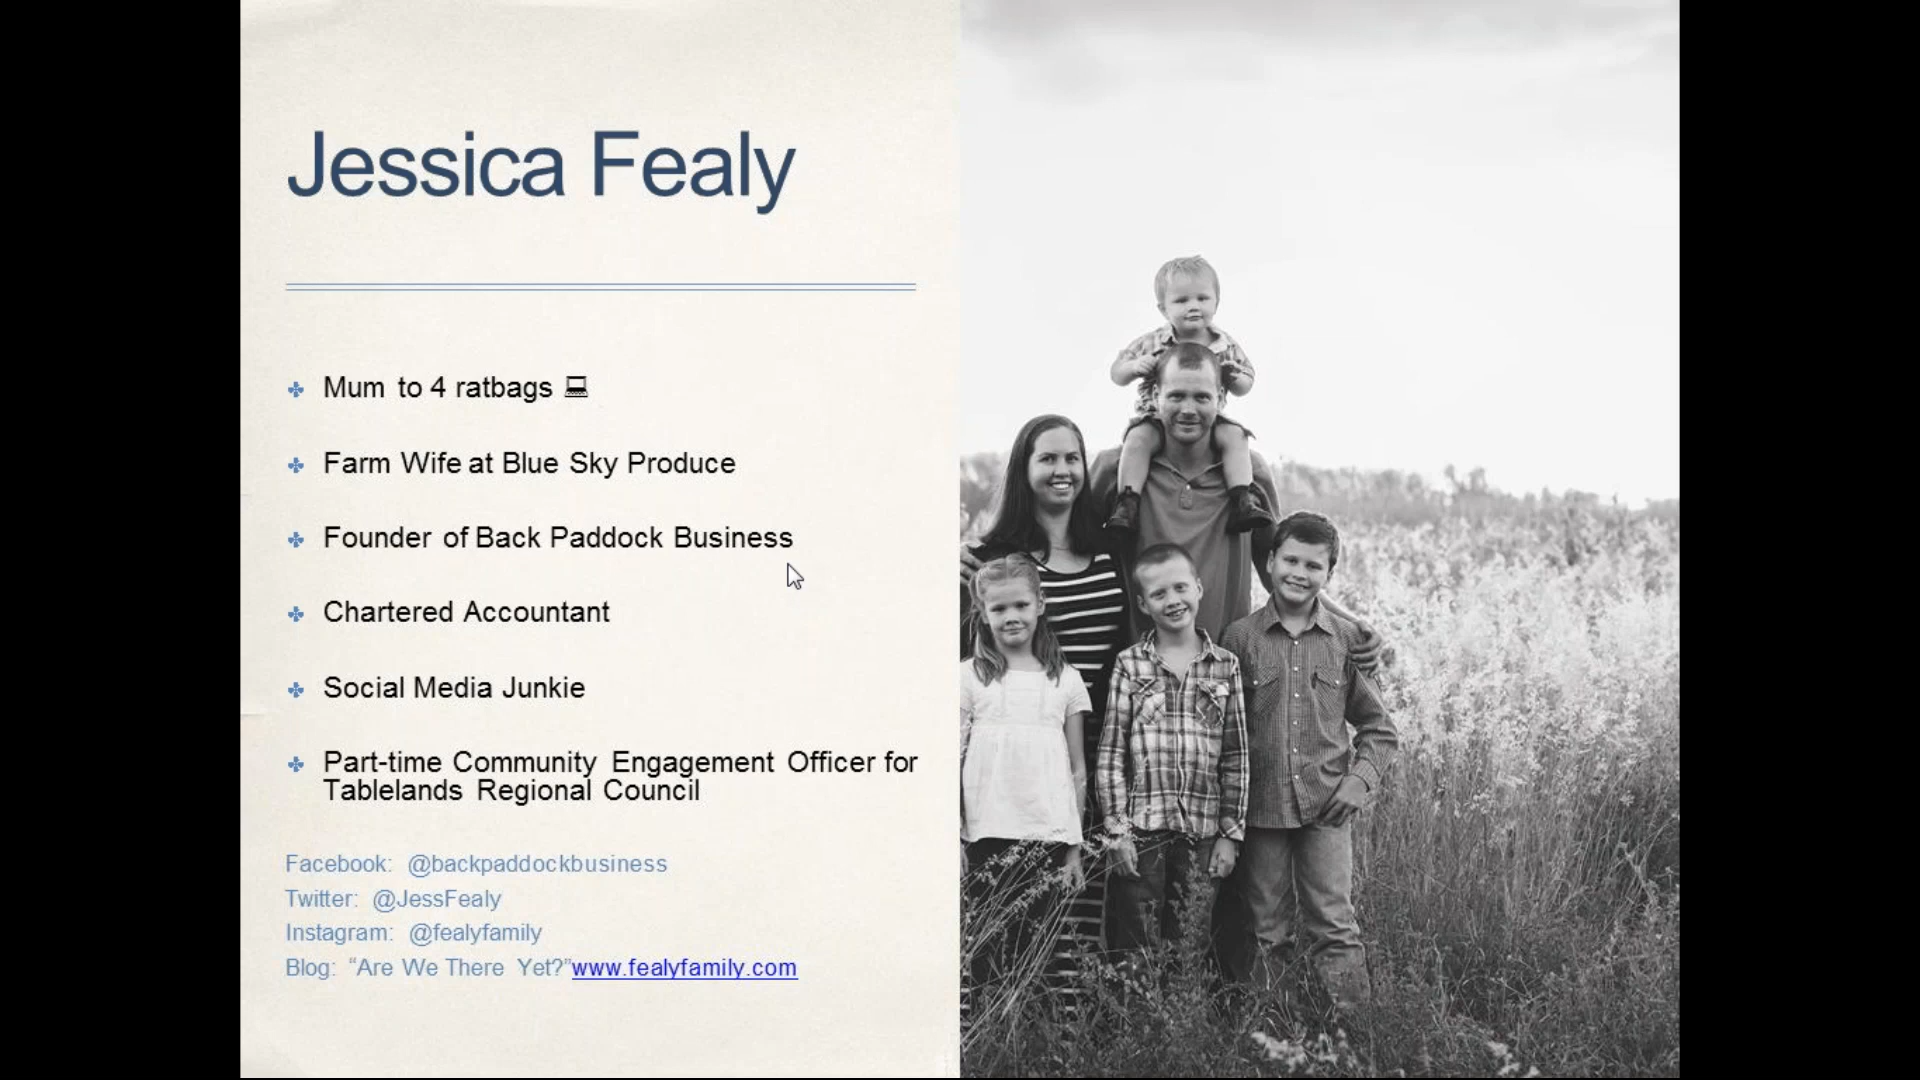 Jessica Fealy
Mum to 4 ratbags 💻
Farm Wife at Blue Sky Produce
Founder of Back Paddock Business
Chartered Accountant
Social Media Junkie
Part-time Community Engagement Officer for
Tablelands Regional Council
Facebook: @backpaddockbusiness
Twitter: @JessFealy
Instagram: @fealyfamily
Blog: “Are We There Yet?”www.fealyfamily.com